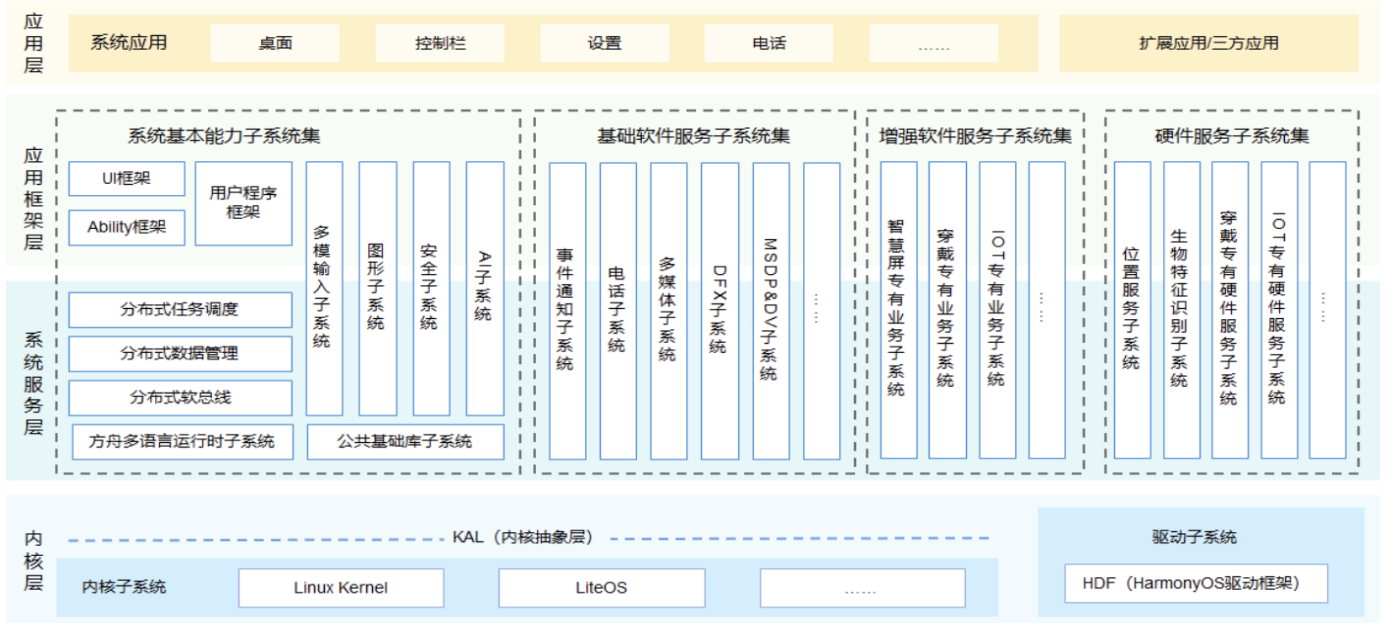 应用层
系统应用
桌面
控制栏
设置
电话
……
扩展应用/三方应用
应用框架层
系统服务层
系统基本能力子系统集
UI框架
Ability框架
用户程序
框架
多模输入子系统
图形子系统
安全子系统
AI子系统
分布式任务调度
分布式数据管理
分布式软总线
方舟多语言运行时子系统
公共基础库子系统
基础软件服务子系统集
事件通知子系统
电话子系统
多媒体子系统
DFX子系统
MSDP&DV子系统
……
增强软件服务子系统集
智慧屏专有业务子系统
穿戴专有业务子系统
IOT专有业务子系统
……
硬件服务子系统集
位置服务子系统
生物特征识别子系统
穿戴专有硬件服务子系统
IOT专有硬件服务子系统
……
内核层
KAL（内核抽象层）
内核子系统
Linux Kernel
LiteOS
……
驱动子系统
HDF（HarmonyOS驱动框架）